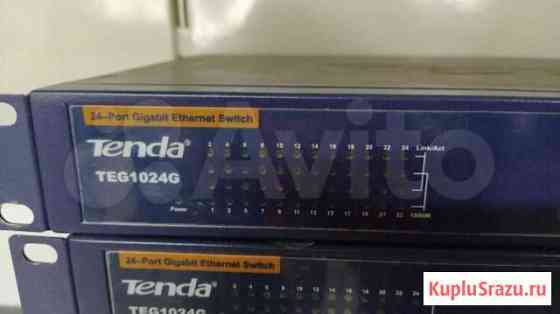 24-Port Gigabit Ethernet Switch
Tenda
TEG1024G
2 4 6 8 10 12 14 16 18 20 22 24 Link/Act
Power 1 3 5 7 9 11 13 15 17 19 21 23 1000M
Avito
24-Port Gigabit Ethernet Switch
Tenda
TEG1024G
KupluSrazu.ru